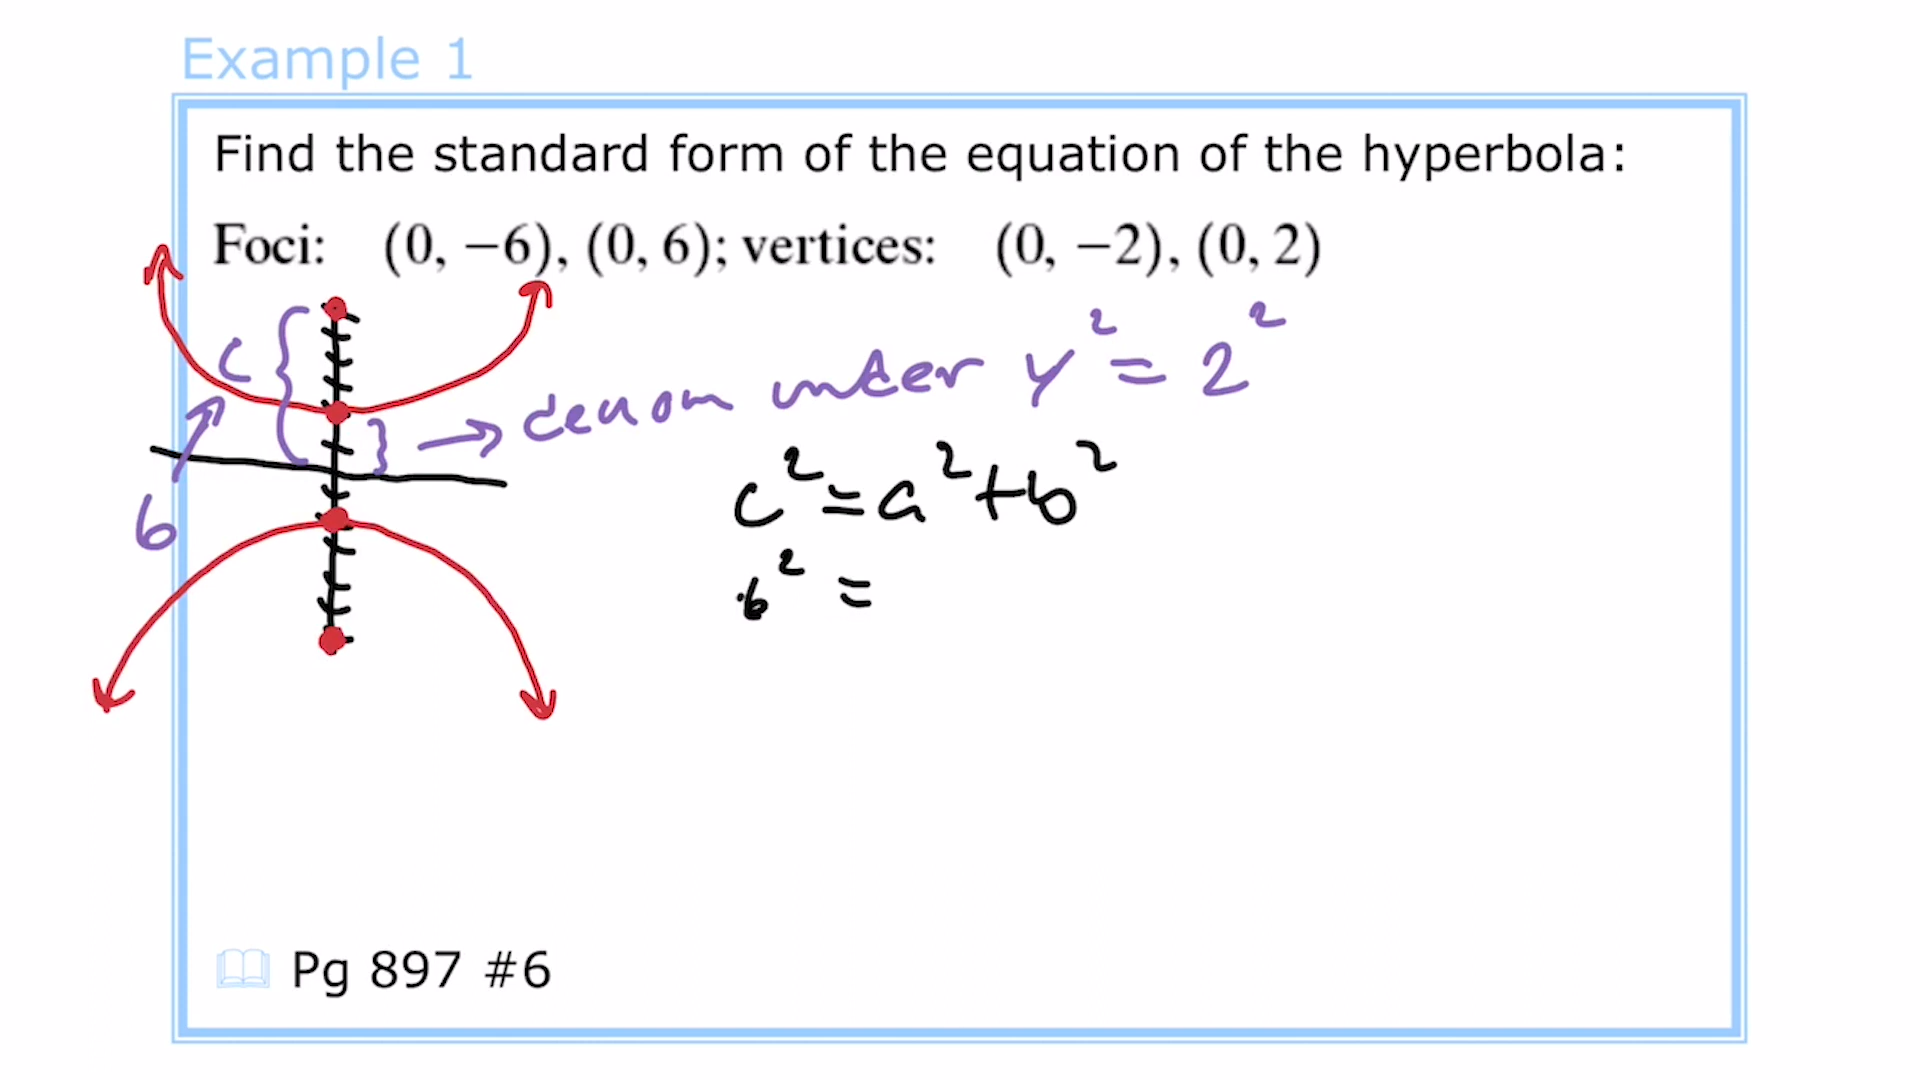 Example 1
Find the standard form of the equation of the hyperbola:
Foci: (0, −6), (0, 6); vertices: (0, −2), (0, 2)
c
→ denom under y² = 2²
c² = a² + b²
6
6² =
Pg 897 #6